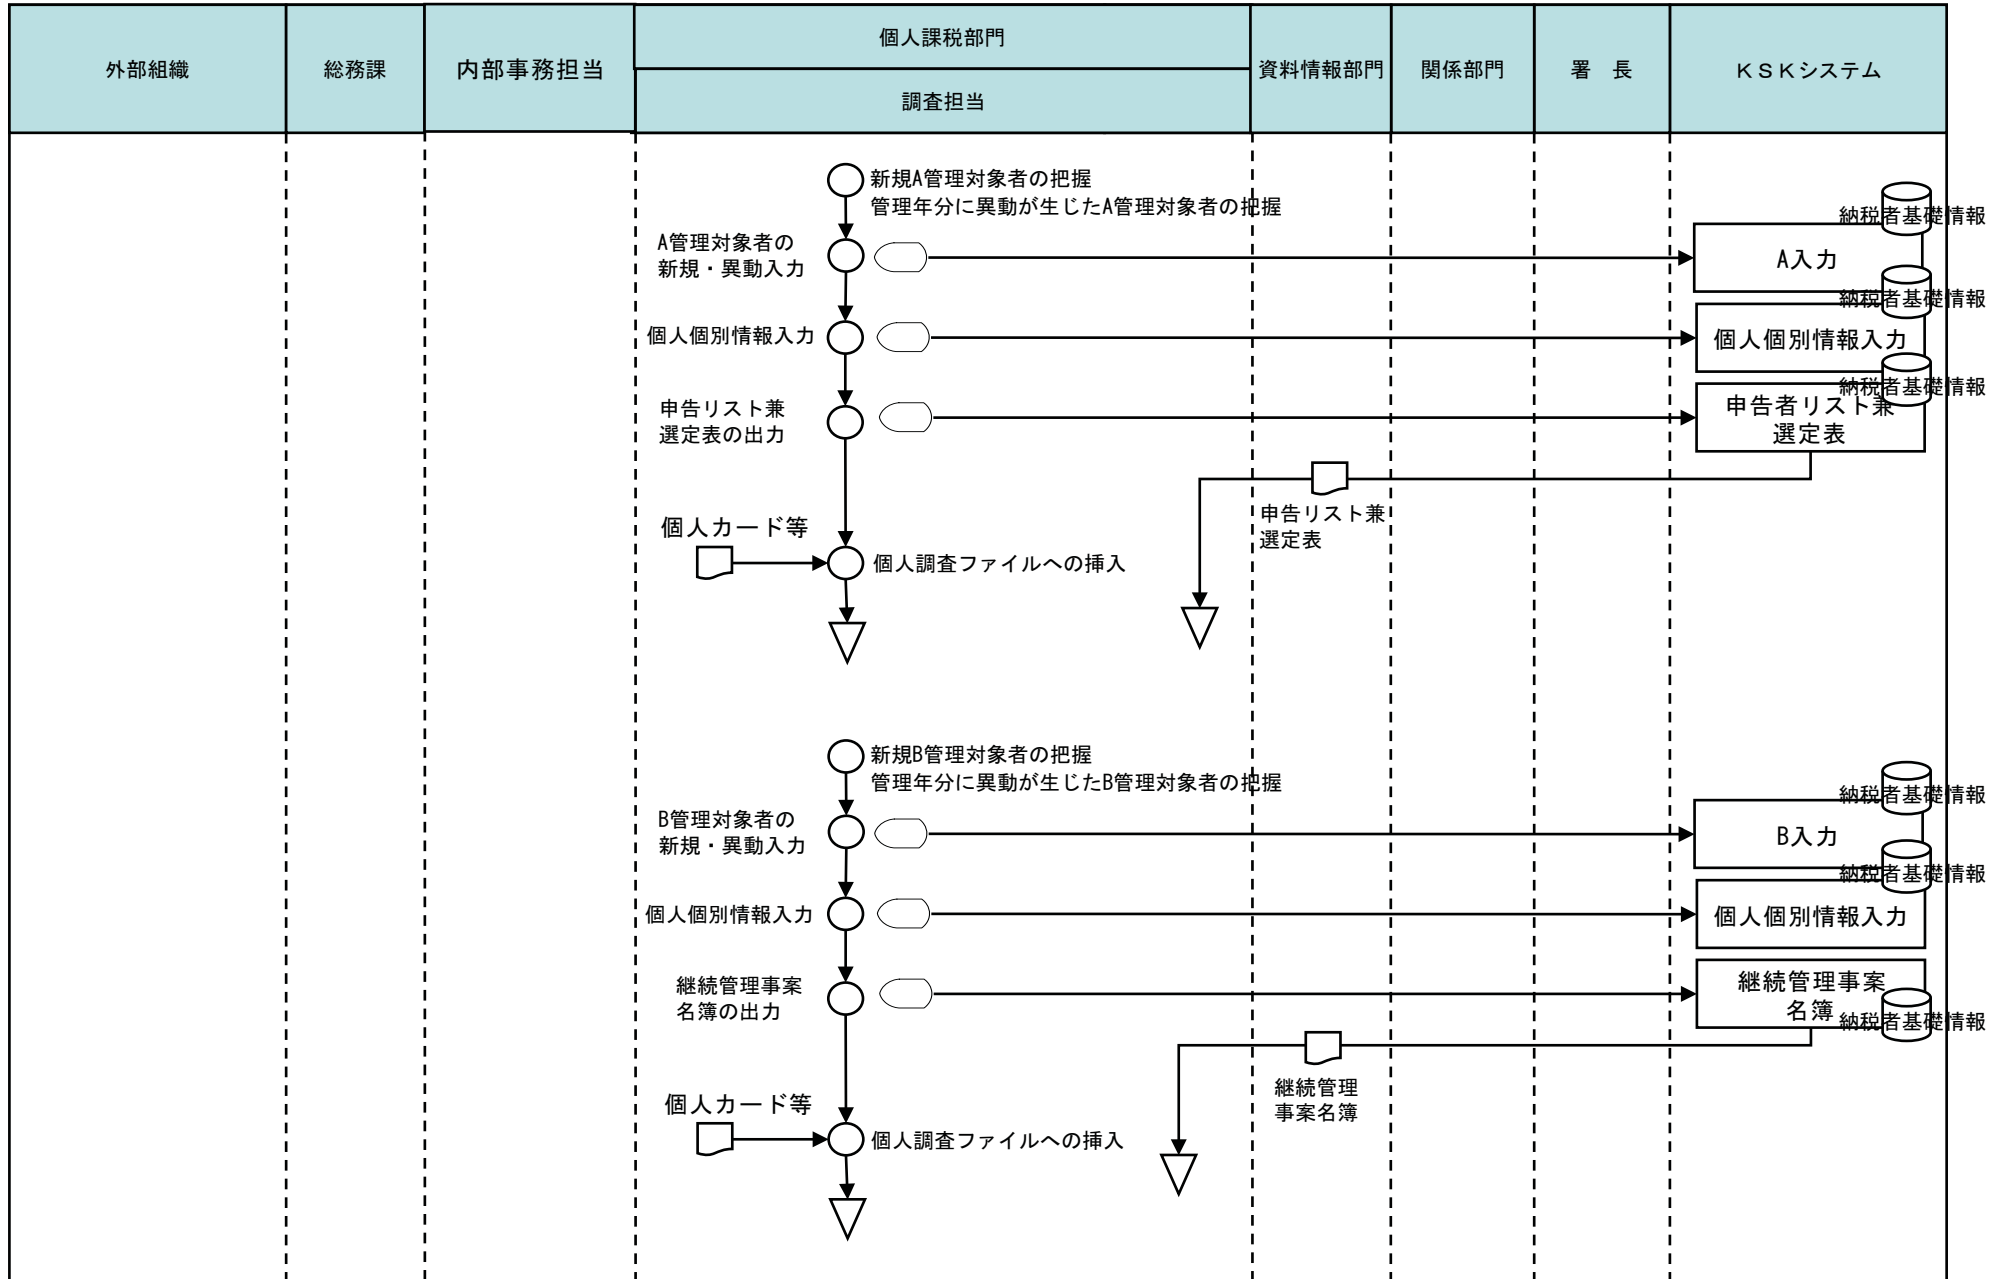 外部組織
総務課
内部事務担当
個人課税部門
調査担当
資料情報部門
関係部門
署　長
ＫＳＫシステム
新規A管理対象者の把握
管理年分に異動が生じたA管理対象者の把握
A管理対象者の
新規・異動入力
納税者基礎情報
A入力
個人個別情報入力
納税者基礎情報
個人個別情報入力
申告リスト兼
選定表の出力
納税者基礎情報
申告者リスト兼
選定表
申告リスト兼
選定表
個人カード等
個人調査ファイルへの挿入
新規B管理対象者の把握
管理年分に異動が生じたB管理対象者の把握
B管理対象者の
新規・異動入力
納税者基礎情報
B入力
個人個別情報入力
納税者基礎情報
個人個別情報入力
継続管理事案
名簿の出力
継続管理事案
名簿
納税者基礎情報
継続管理
事案名簿
個人カード等
個人調査ファイルへの挿入